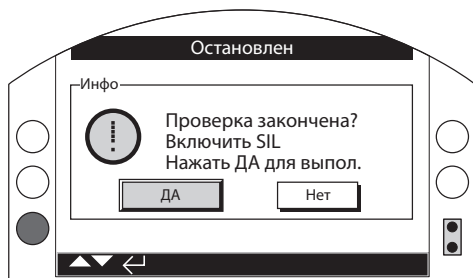 Остановлен
Инфо
Проверка закончена?
Включить SIL
Нажать ДА для выпол.
ДА Нет